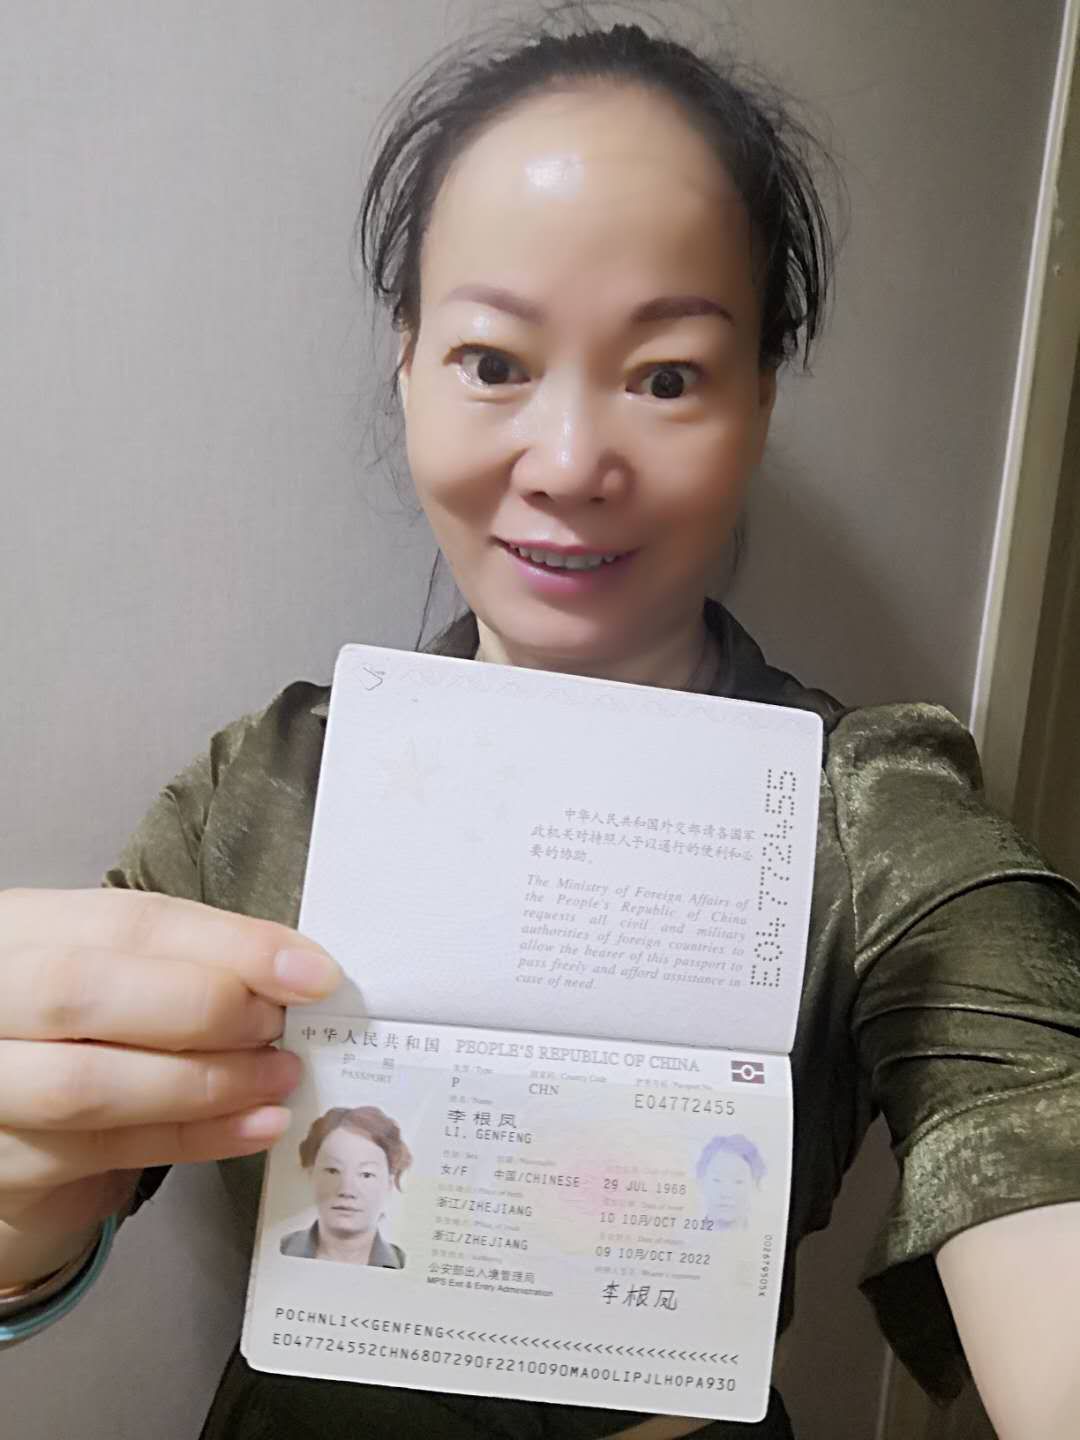 中华人民共和国外交部请各国军
政机关对持照人予以通行的便利和必
要的协助。
The Ministry of Foreign Affairs of
the People's Republic of China
requests all civil and military
authorities of foreign countries to
allow the bearer of this passport to
pass freely and afford assistance in
case of need.
E04772455
中华人民共和国 PEOPLE'S REPUBLIC OF CHINA
护 照 类型 / Type 国家码 / Country Code 护照号码 / Passport No.
PASSPORT P CHN E04772455
姓名 / Name
李根凤
LI, GENFENG
性别 / Sex 国籍 / Nationality 出生日期 / Date of birth
女/F 中国/CHINESE 29 JUL 1968
出生地点 / Place of birth 签发日期 / Date of issue
浙江/ZHEJIANG 10 10月/OCT 2012
签发地点 / Place of issue 有效期至 / Date of expiry
浙江/ZHEJIANG 09 10月/OCT 2022
签发机关 / Authority 持照人签名 / Bearer's signature
公安部出入境管理局 李根凤
MPS Exit & Entry Administration
002679505X
POCHNLI<<GENFENG<<<<<<<<<<<<<<<<<<<<<<<<<<<<
E047724552CHN6807290F2210090MAOOLIPJLHOPA930